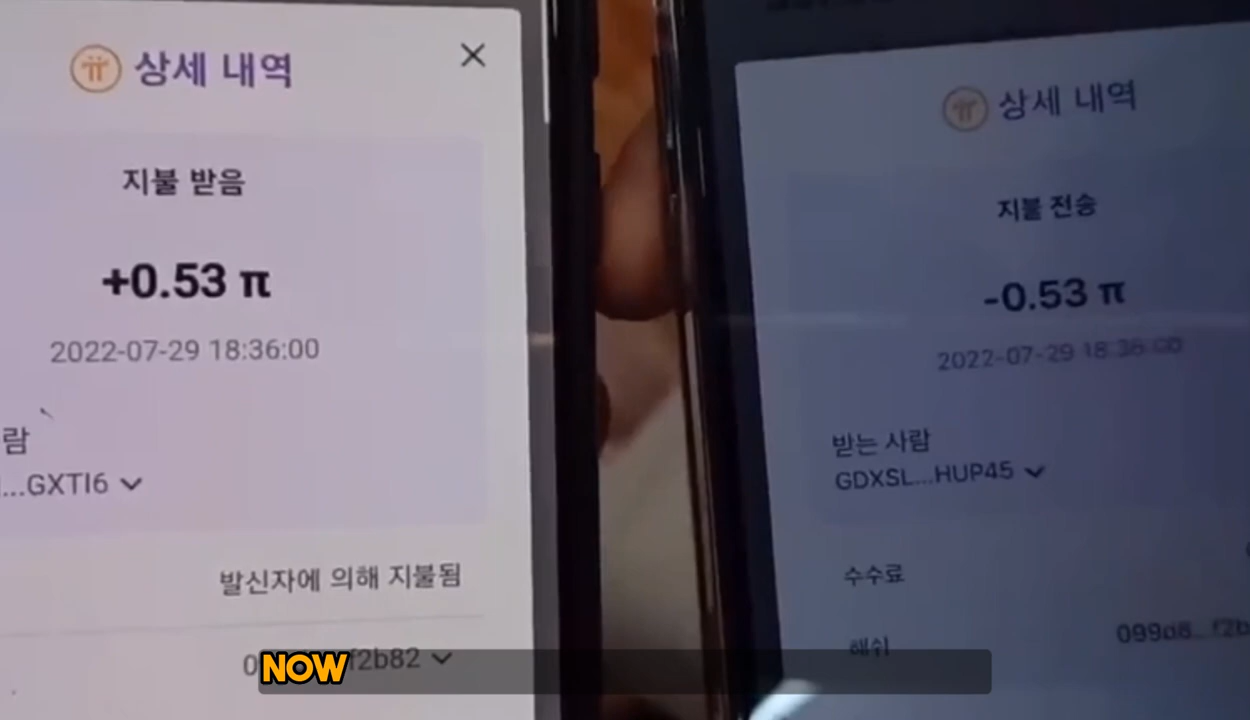 상세 내역
지불 받음
+0.53 π
2022-07-29 18:36:00
람
...GXTI6
발신자에 의해 지불됨
f2b82
NOW
상세 내역
지불 전송
-0.53 π
2022-07-29 18:36:00
받는 사람
GDXSL...HUP45
수수료
해쉬
099d8...f2b